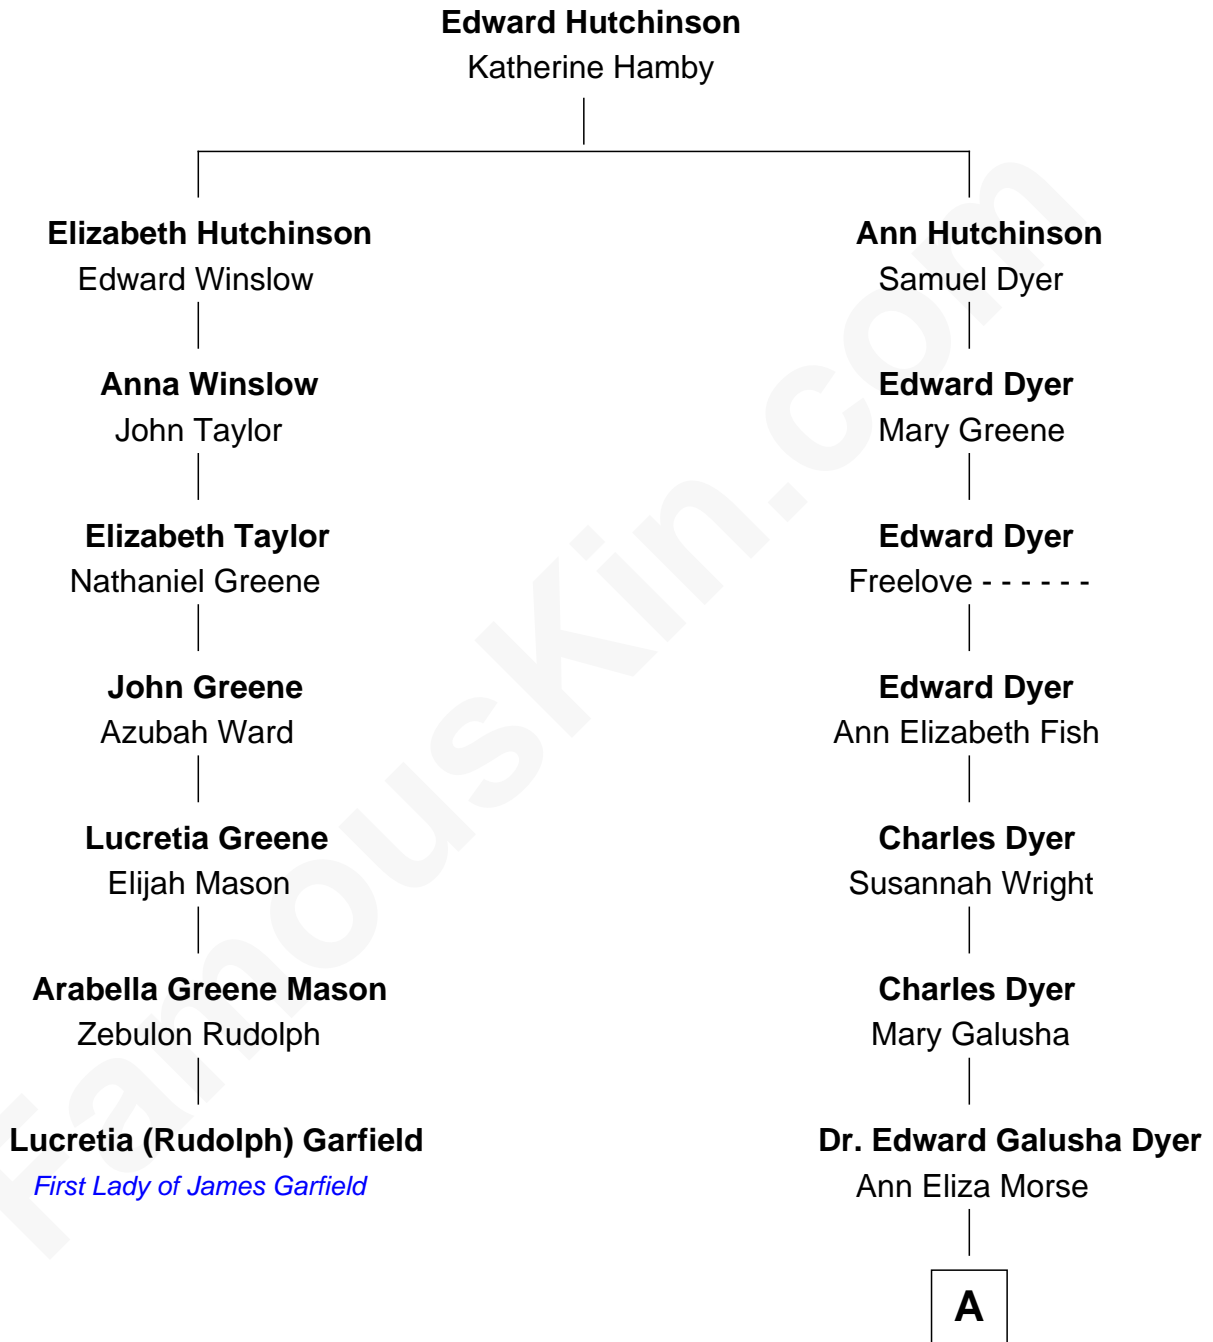 Edward Hutchinson
Katherine Hamby
Elizabeth Hutchinson
Edward Winslow
Ann Hutchinson
Samuel Dyer
Anna Winslow
John Taylor
Edward Dyer
Mary Greene
Elizabeth Taylor
Nathaniel Greene
Edward Dyer
Freelove - - - - - -
John Greene
Azubah Ward
Edward Dyer
Ann Elizabeth Fish
Lucretia Greene
Elijah Mason
Charles Dyer
Susannah Wright
Arabella Greene Mason
Zebulon Rudolph
Charles Dyer
Mary Galusha
Lucretia (Rudolph) Garfield
First Lady of James Garfield
Dr. Edward Galusha Dyer
Ann Eliza Morse
A
FamousKin.com